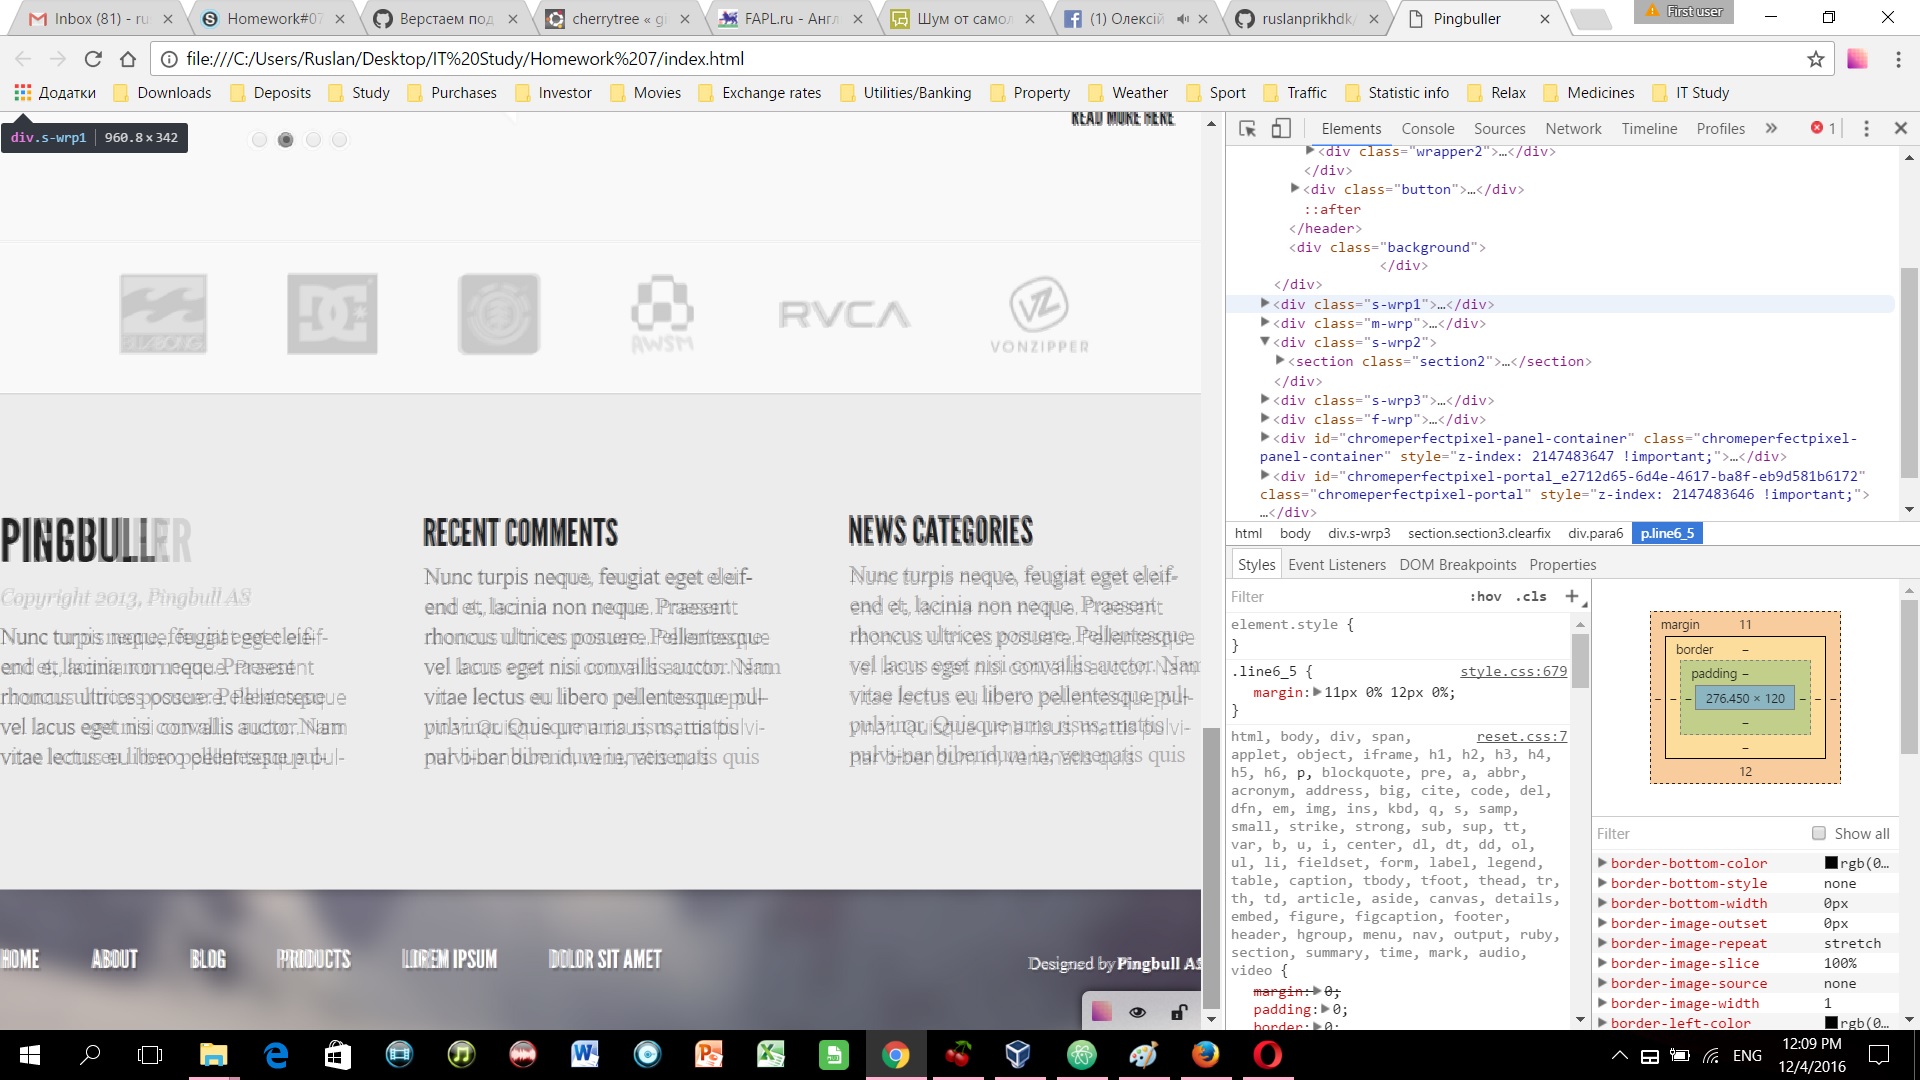 Inbox (81) - ru
Homework#07
Верстаем под
cherrytree « gi
FAPL.ru - Англ
Шум от самол
(1) Олексій
ruslanprikhdk/
Pingbuller
First user
file:///C:/Users/Ruslan/Desktop/IT%20Study/Homework%207/index.html
Додатки
Downloads
Deposits
Study
Purchases
Investor
Movies
Exchange rates
Utilities/Banking
Property
Weather
Sport
Traffic
Statistic info
Relax
Medicines
IT Study
div.s-wrp1 960.8×342
READ MORE HERE
BILLABONG
AWSM
RVCA
VONZIPPER
RECENT COMMENTS
NEWS CATEGORIES
Copyright 2013, Pingbull AS
Nunc turpis neque, feugiat eget eleif-
end et, lacinia non neque. Praesent
rhoncus ultrices posuere. Pellentesque
vel lacus eget nisi convallis auctor. Nam
vitae lectus eu libero pellentesque pul-
Nunc turpis neque, feugiat eget eleif-
end et, lacinia non neque. Praesent
rhoncus ultrices posuere. Pellentesque
vel lacus eget nisi convallis auctor. Nam
vitae lectus eu libero pellentesque pul-
Nunc turpis neque, feugiat eget eleif-
end et, lacinia non neque. Praesent
rhoncus ultrices posuere. Pellentesque
vel lacus eget nisi convallis auctor. Nam
vitae lectus eu libero pellentesque pul-
HOME
ABOUT
BLOG
PRODUCTS
LOREM IPSUM
DOLOR SIT AMET
Designed by Pingbull AS
Elements
Console
Sources
Network
Timeline
Profiles
»
1
<div class="wrapper2">…</div>
</div>
<div class="button">…</div>
::after
</header>
<div class="background">
</div>
</div>
<div class="s-wrp1">…</div>
<div class="m-wrp">…</div>
<div class="s-wrp2">
<section class="section2">…</section>
</div>
<div class="s-wrp3">…</div>
<div class="f-wrp">…</div>
<div id="chromeperfectpixel-panel-container" class="chromeperfectpixel-
panel-container" style="z-index: 2147483647 !important;">…</div>
<div id="chromeperfectpixel-portal_e2712d65-6d4e-4617-ba8f-eb9d581b6172"
class="chromeperfectpixel-portal" style="z-index: 2147483646 !important;">
…</div>
html body div.s-wrp3 section.section3.clearfix div.para6 p.line6_5
Styles
Event Listeners
DOM Breakpoints
Properties
Filter
:hov .cls +
element.style {
}
.line6_5 { style.css:679
margin: 11px 0% 12px 0%;
}
html, body, div, span, reset.css:7
applet, object, iframe, h1, h2, h3, h4,
h5, h6, p, blockquote, pre, a, abbr,
acronym, address, big, cite, code, del,
dfn, em, img, ins, kbd, q, s, samp,
small, strike, strong, sub, sup, tt,
var, b, u, i, center, dl, dt, dd, ol,
ul, li, fieldset, form, label, legend,
table, caption, tbody, tfoot, thead, tr,
th, td, article, aside, canvas, details,
embed, figure, figcaption, footer,
header, hgroup, menu, nav, output, ruby,
section, summary, time, mark, audio,
video {
margin: 0;
padding: 0;
border: 0;
margin 11
border –
padding –
– – – 276.450 × 120 – – –
–
–
12
Filter
Show all
border-bottom-color rgb(0…
border-bottom-style none
border-bottom-width 0px
border-image-outset 0px
border-image-repeat stretch
border-image-slice 100%
border-image-source none
border-image-width 1
border-left-color rgb(0…
ENG
12:09 PM
12/4/2016